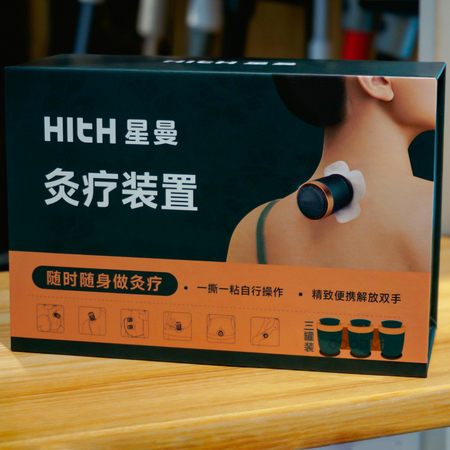 HItH 星曼
灸疗装置
随时随身做灸疗
• 一撕一粘自行操作
• 精致便携解放双手
三罐装